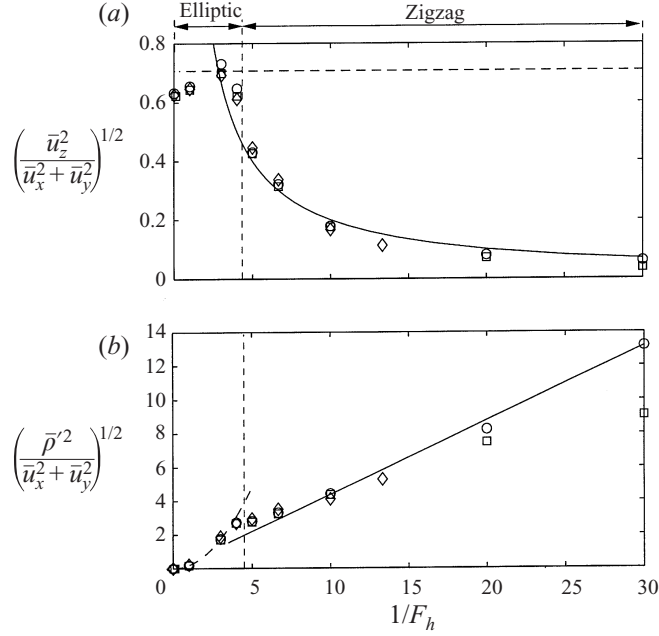 (a)
Elliptic
Zigzag
0.8
0.6
0.4
0.2
0
(ū_z^2 / (ū_x^2 + ū_y^2))^{1/2}
(b)
14
12
10
8
6
4
2
(ρ̄′^2 / (ū_x^2 + ū_y^2))^{1/2}
0 5 10 15 20 25 30
1/F_h